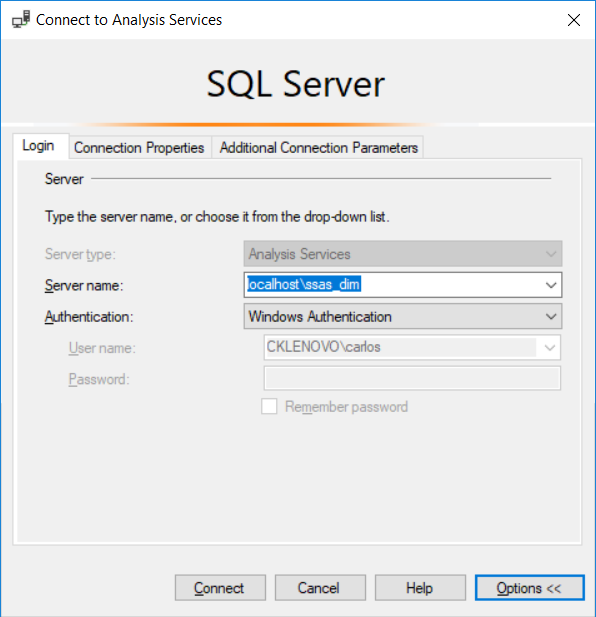 Connect to Analysis Services
SQL Server
Login Connection Properties Additional Connection Parameters
Server
Type the server name, or choose it from the drop-down list.
Server type: Analysis Services
Server name: localhost\ssas_dim
Authentication: Windows Authentication
User name: CKLENOVO\carlos
Password:
Remember password
Connect Cancel Help Options <<